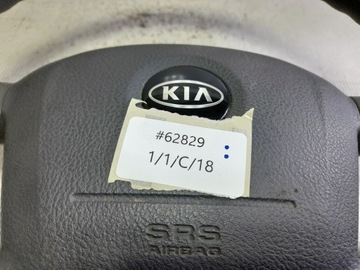 KIA
#62829
1/1/C/18
SRS
AIRBAG